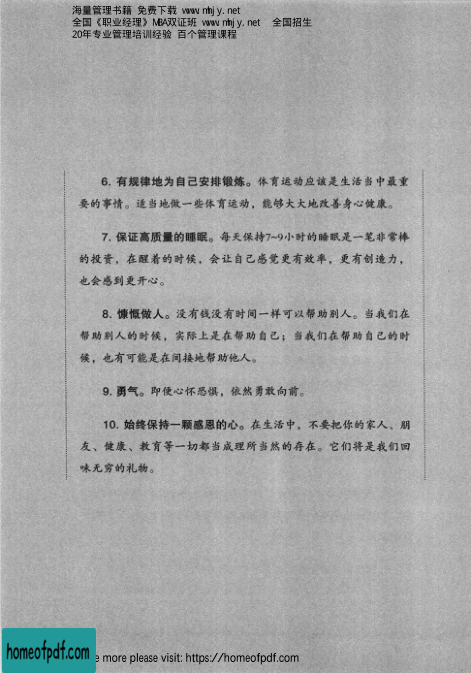 海量管理书籍 免费下载 www.mhjy.net
全国《职业经理》MBA双证班 www.mhjy.net 全国招生
20年专业管理培训经验 百个管理课程
6. 有规律地为自己安排锻炼。体育运动应该是生活当中最重
要的事情。适当地做一些体育运动，能够大大地改善身心健康。
7. 保证高质量的睡眠。每天保持7~9小时的睡眠是一笔非常棒
的投资，在醒着的时候，会让自己感觉更有效率，更有创造力，
也会感到更开心。
8. 慷慨做人。没有钱没有时间一样可以帮助别人。当我们在
帮助别人的时候，实际上是在帮助自己；当我们在帮助自己的时
候，也有可能是在间接地帮助他人。
9. 勇气。即使心怀恐惧，依然勇敢向前。
10. 始终保持一颗感恩的心。在生活中，不要把你的家人、朋
友、健康、教育等一切都当成理所当然的存在。它们将是我们回
味无穷的礼物。
homeofpdf.com
e more please visit: https://homeofpdf.com